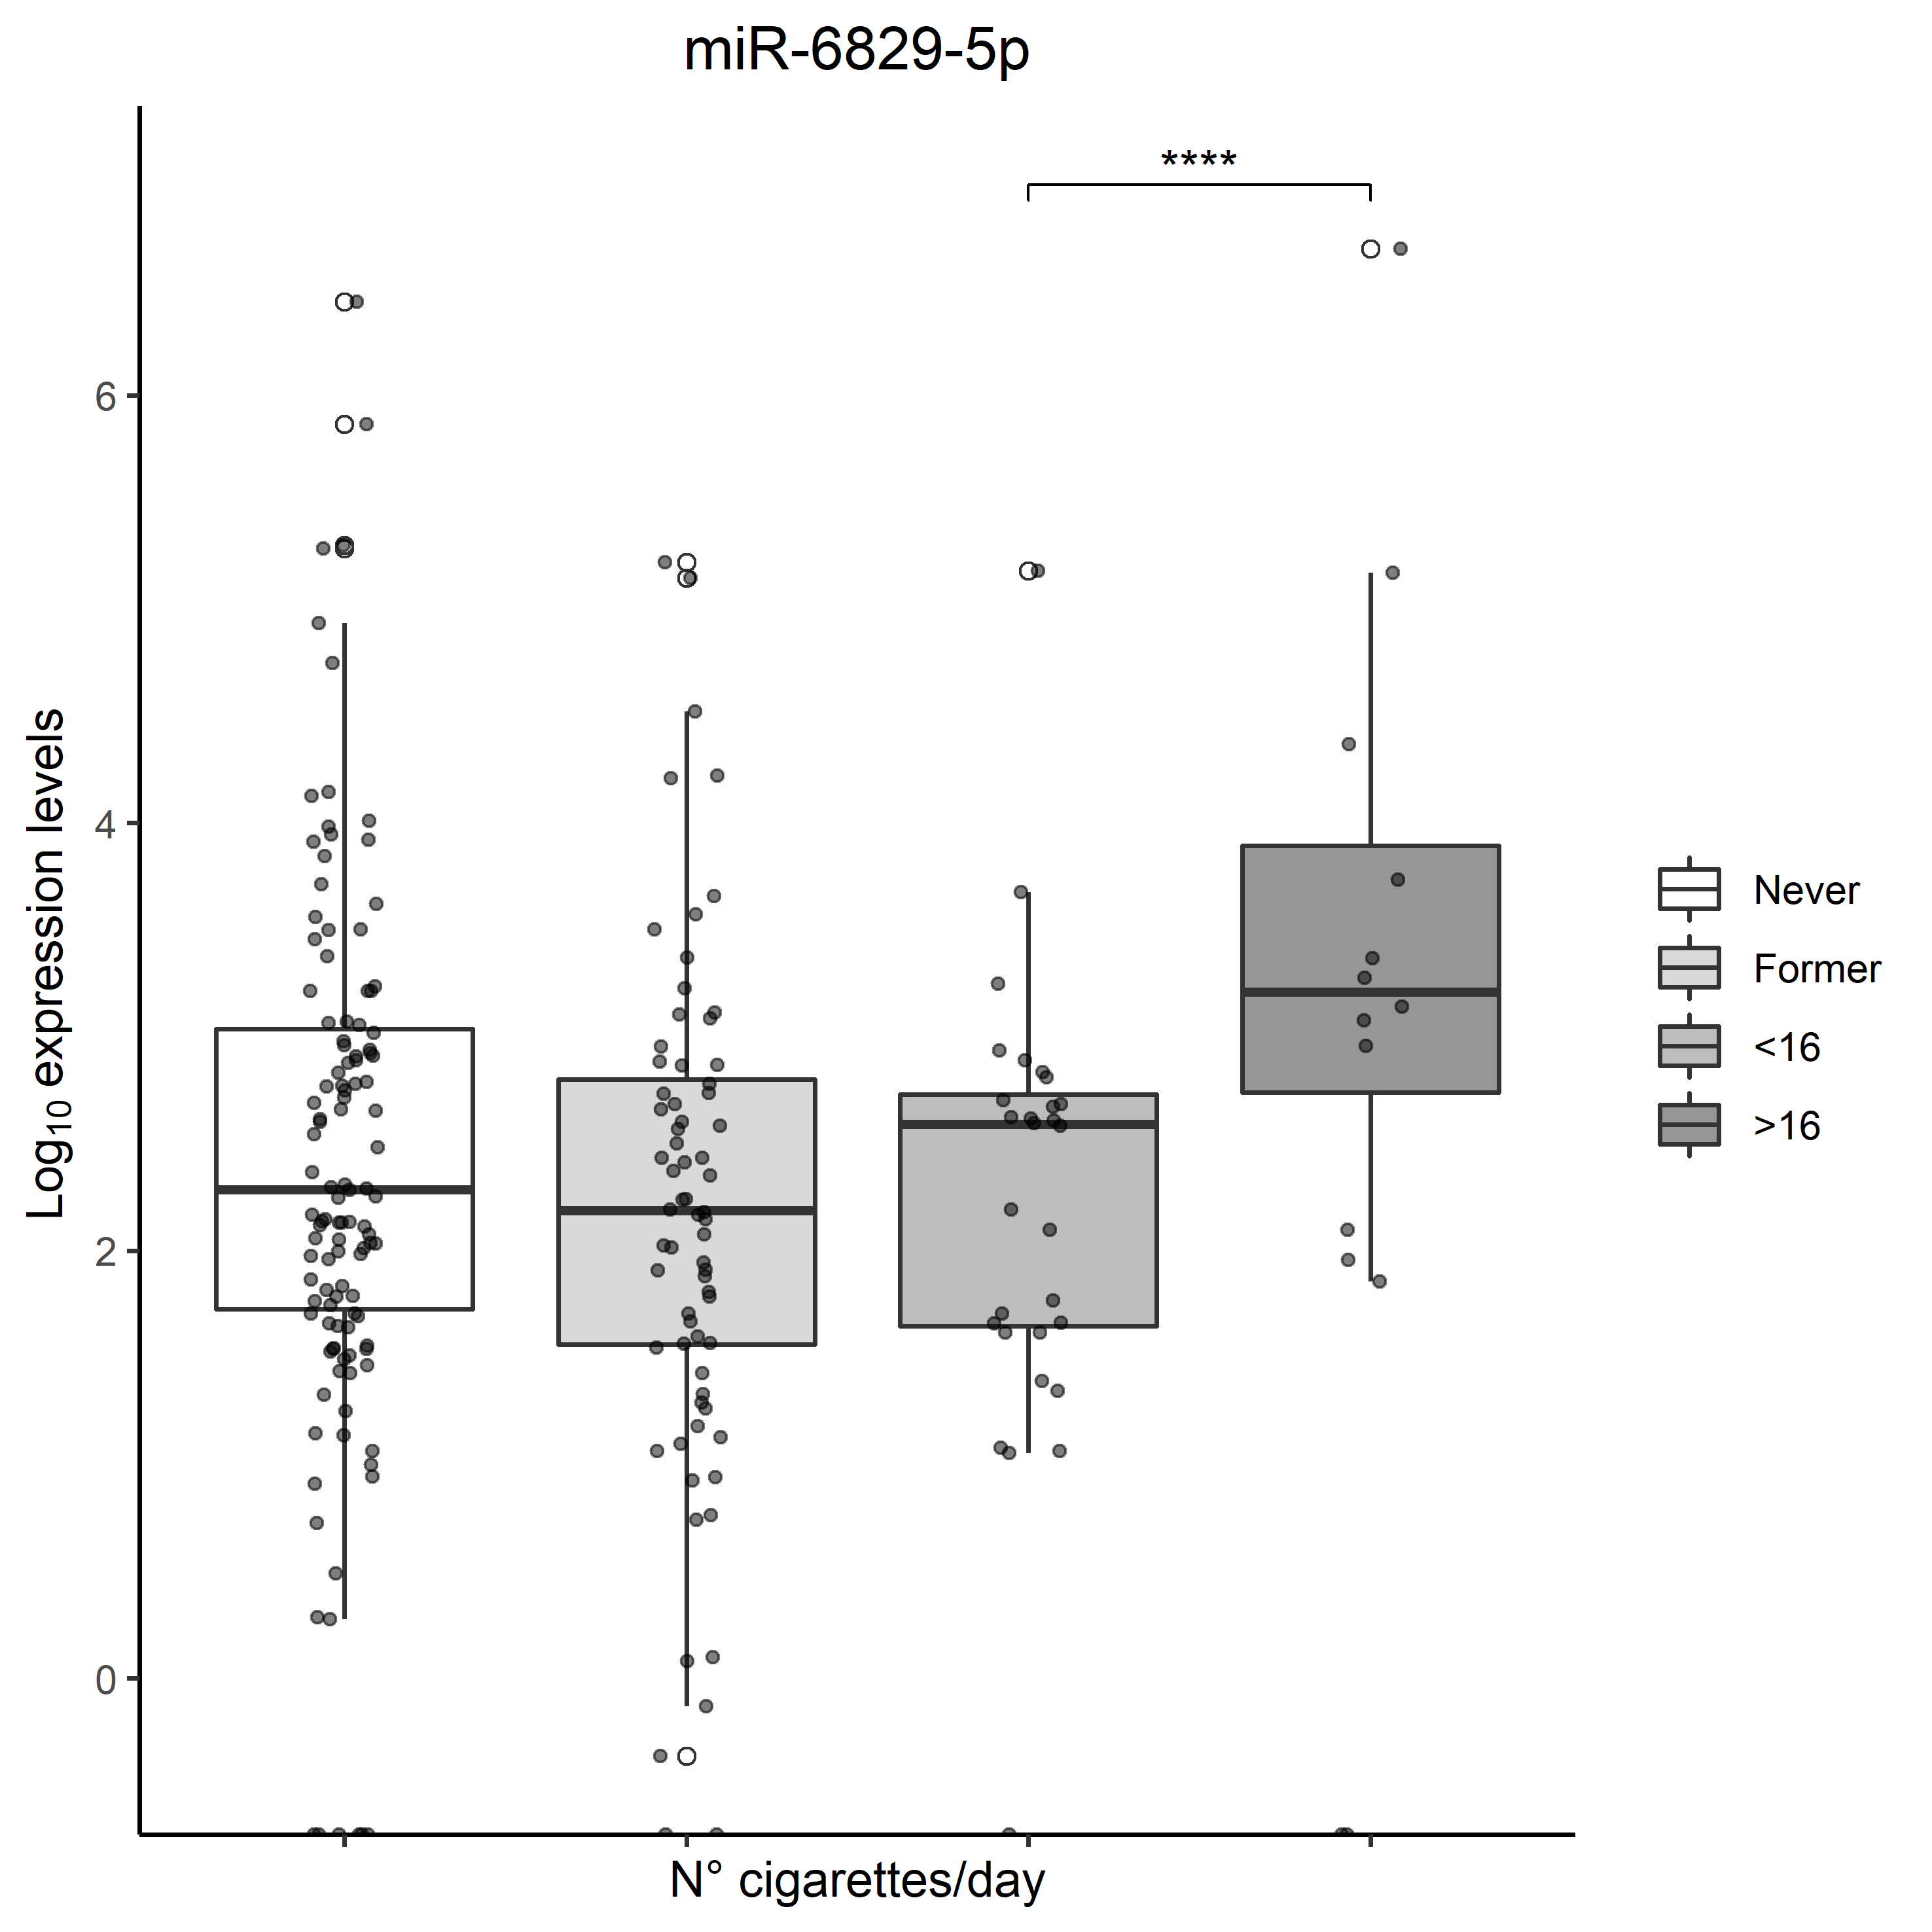 miR-6829-5p
****
Log10 expression levels
6
4
2
0
N° cigarettes/day
Never
Former
<16
>16